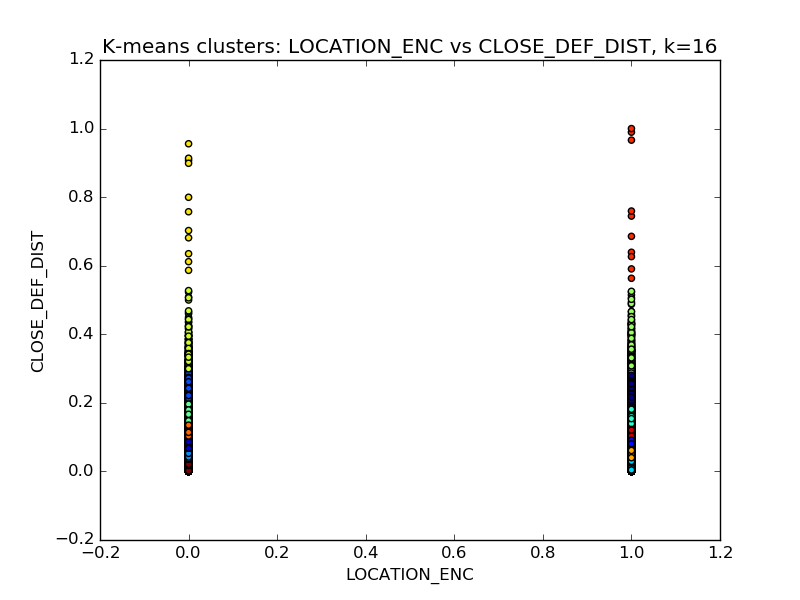 K-means clusters: LOCATION_ENC vs CLOSE_DEF_DIST, k=16
1.2
1.0
0.8
0.6
0.4
0.2
0.0
−0.2
CLOSE_DEF_DIST
−0.2 0.0 0.2 0.4 0.6 0.8 1.0 1.2
LOCATION_ENC